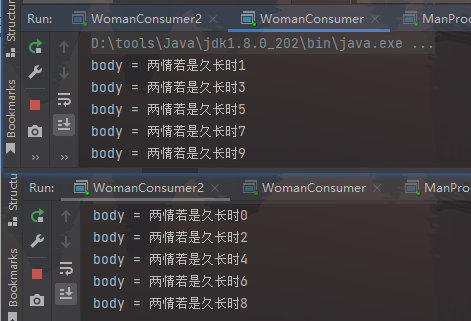 Run: WomanConsumer2 WomanConsumer ManProc
D:\tools\Java\jdk1.8.0_202\bin\java.exe ...
body = 两情若是久长时1
body = 两情若是久长时3
body = 两情若是久长时5
body = 两情若是久长时7
body = 两情若是久长时9
Structur
Bookmarks
Run: WomanConsumer2 WomanConsumer ManProc
body = 两情若是久长时0
body = 两情若是久长时2
body = 两情若是久长时4
body = 两情若是久长时6
body = 两情若是久长时8
Structu
Bookmarks